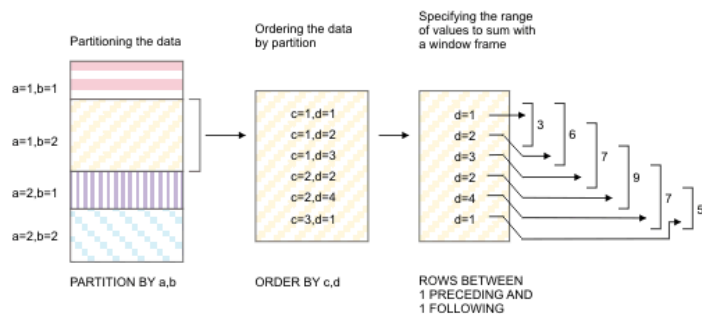 Partitioning the data
a=1,b=1
a=1,b=2
a=2,b=1
a=2,b=2
PARTITION BY a,b
Ordering the data
by partition
c=1,d=1
c=1,d=2
c=1,d=3
c=2,d=2
c=2,d=4
c=3,d=1
ORDER BY c,d
Specifying the range
of values to sum with
a window frame
d=1
d=2
d=3
d=2
d=4
d=1
3
6
7
9
7
5
ROWS BETWEEN
1 PRECEDING AND
1 FOLLOWING